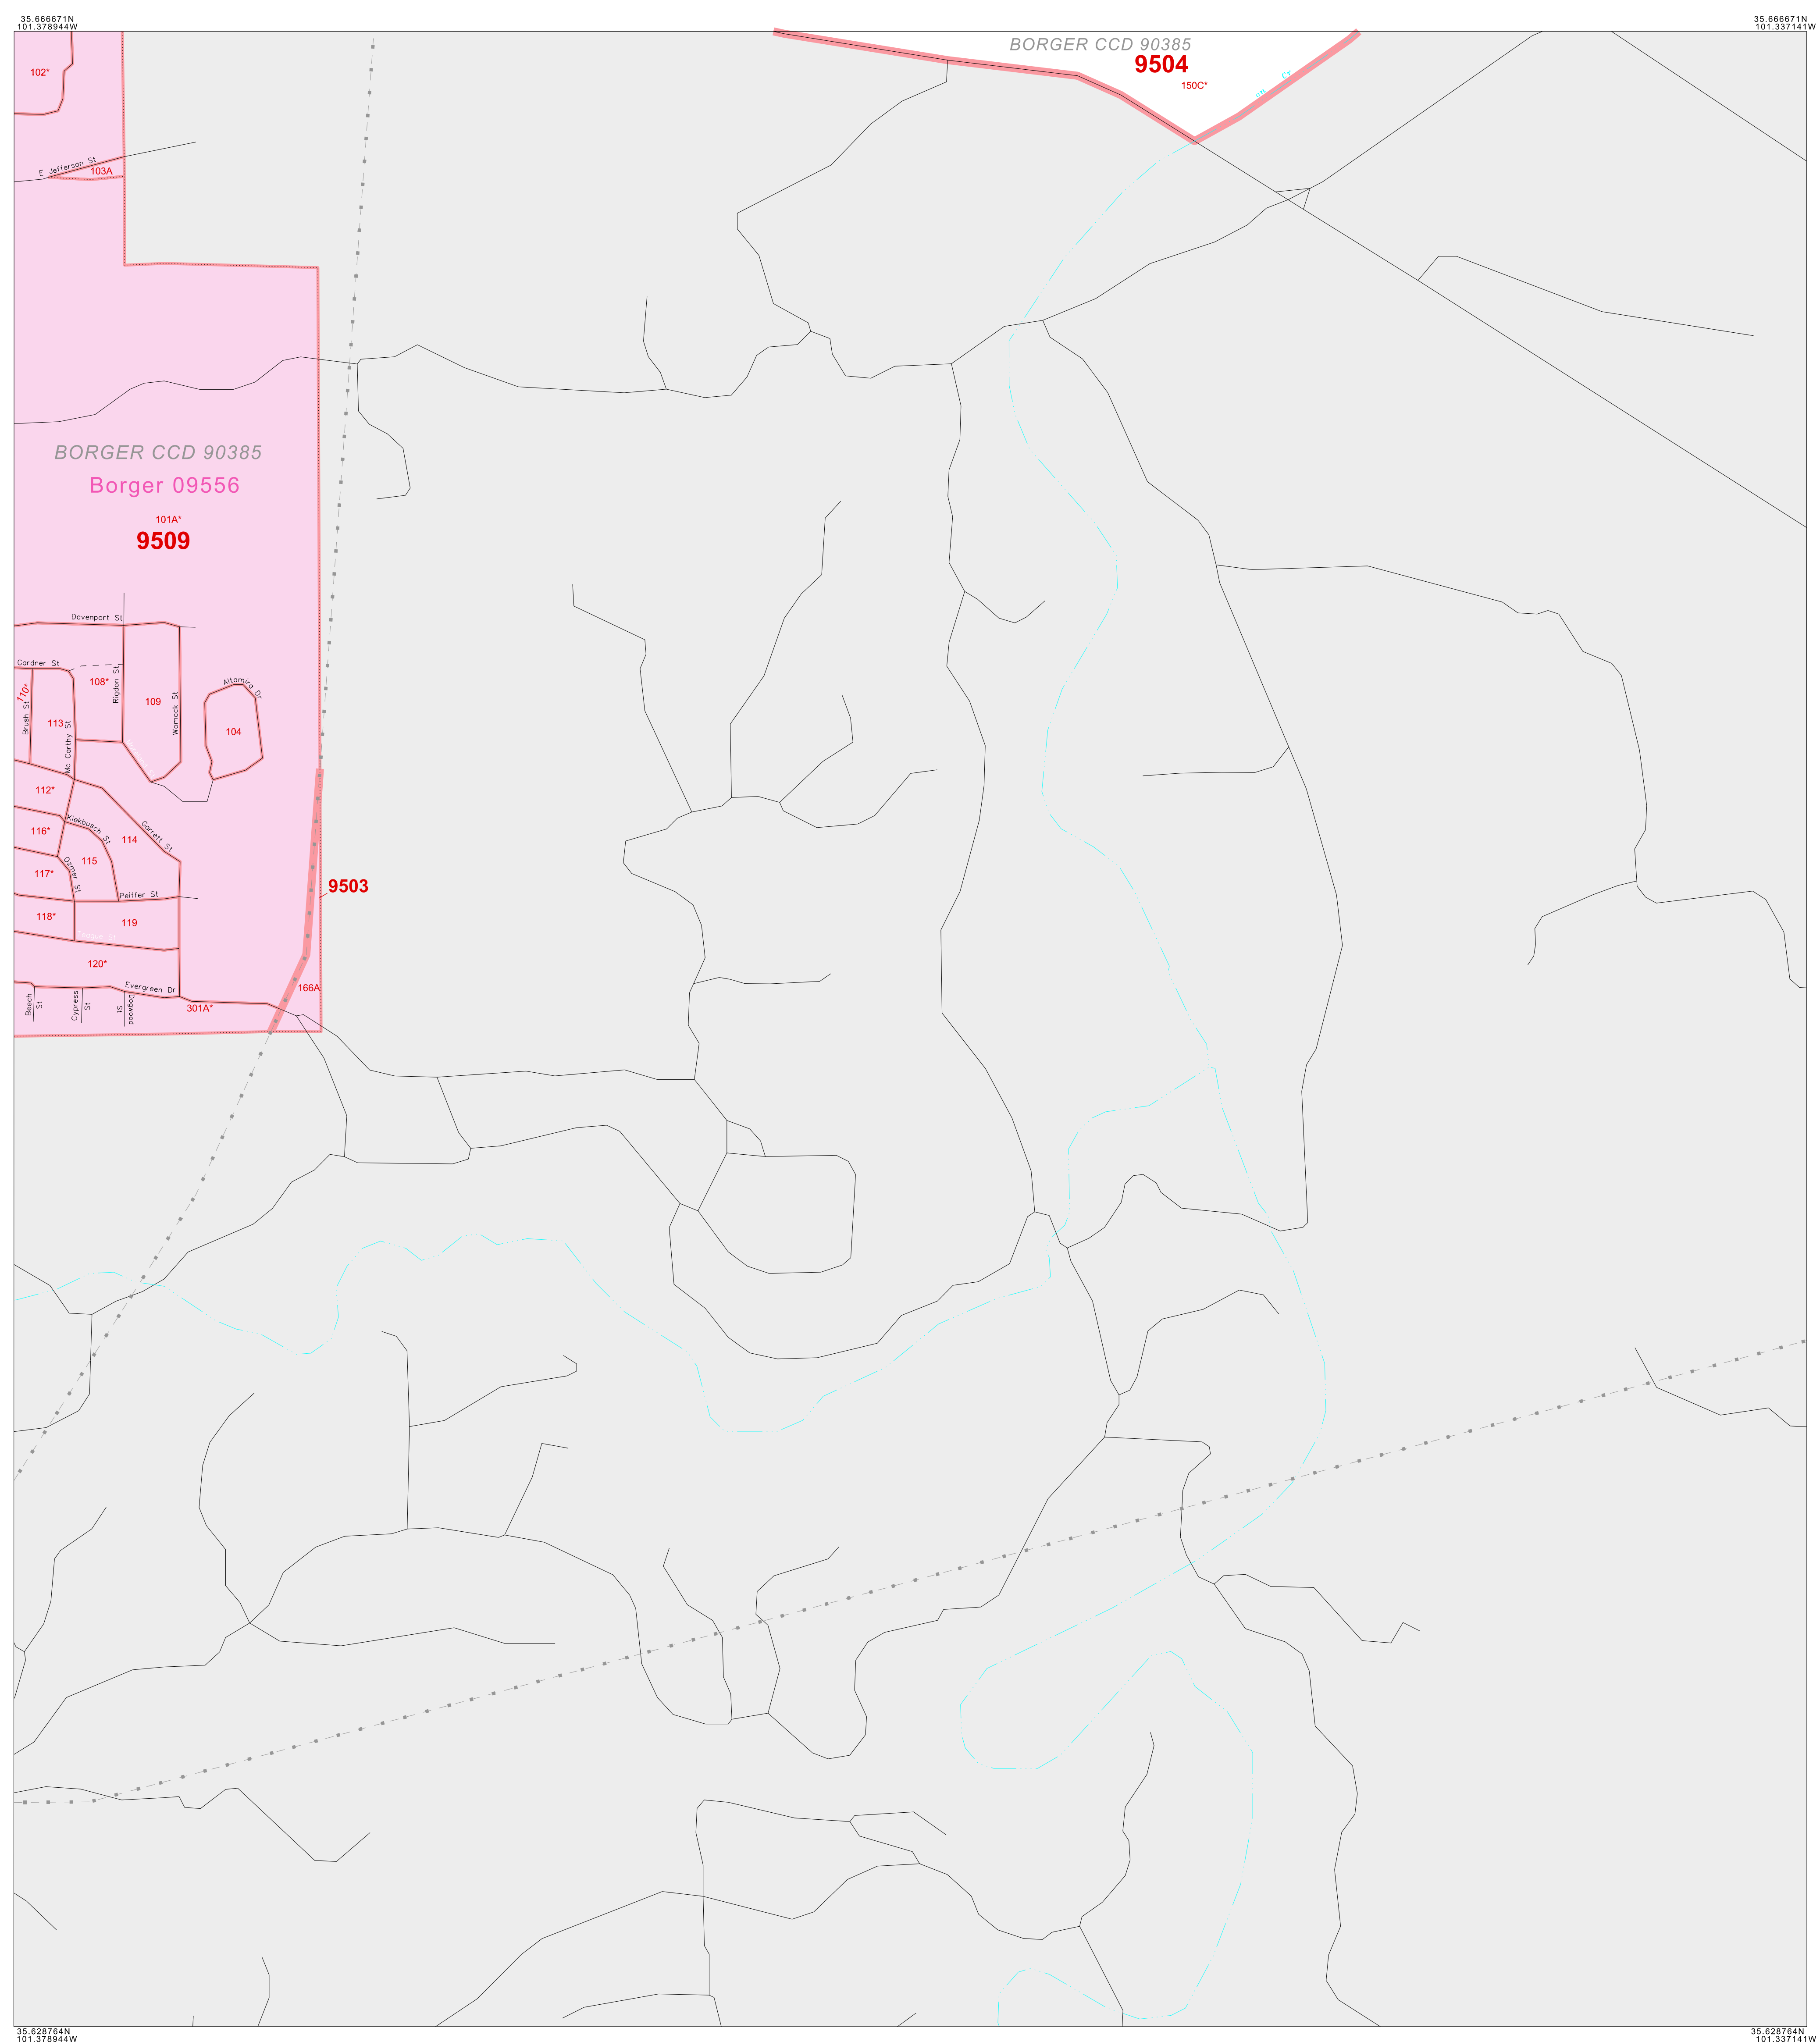 35.666671N
101.378944W
35.666671N
101.337141W
BORGER CCD 90385
9504
150C*
102*
E Jefferson St
103A
BORGER CCD 90385
Borger 09556
101A*
9509
Davenport St
Gardner St
Rigdon St
108*
110*
Brush St
113
Mc Carthy St
109
Womack St
Altamira Dr
104
112*
116*
Kiekbusch St
Garrett St
114
115
117*
Ozmer St
Peiffer St
9503
118*
119
120*
Evergreen Dr
166A
301A*
Beech St
Cypress St
Dogwood St
35.628764N
101.378944W
35.628764N
101.337141W